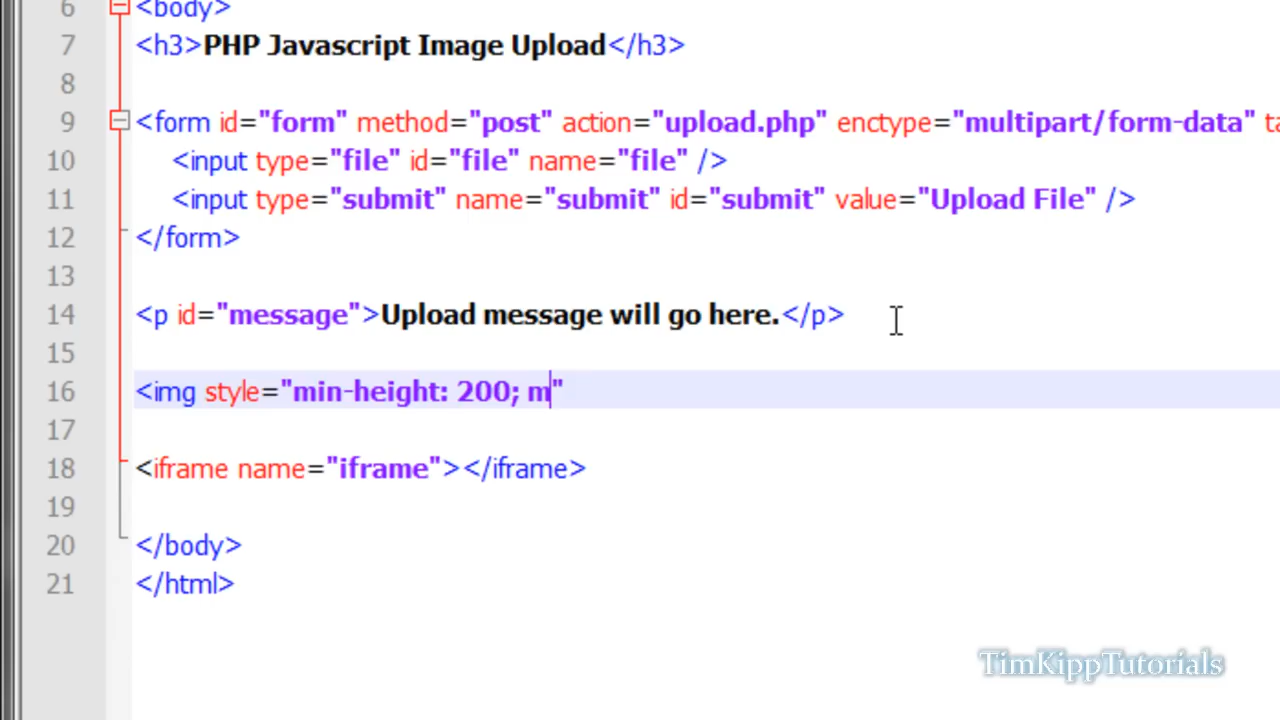 6 <body>
7 <h3>PHP Javascript Image Upload</h3>
8
9 <form id="form" method="post" action="upload.php" enctype="multipart/form-data" ta
10 <input type="file" id="file" name="file" />
11 <input type="submit" name="submit" id="submit" value="Upload File" />
12 </form>
13
14 <p id="message">Upload message will go here.</p>
15
16 <img style="min-height: 200; m"
17
18 <iframe name="iframe"></iframe>
19
20 </body>
21 </html>
TimKippTutorials